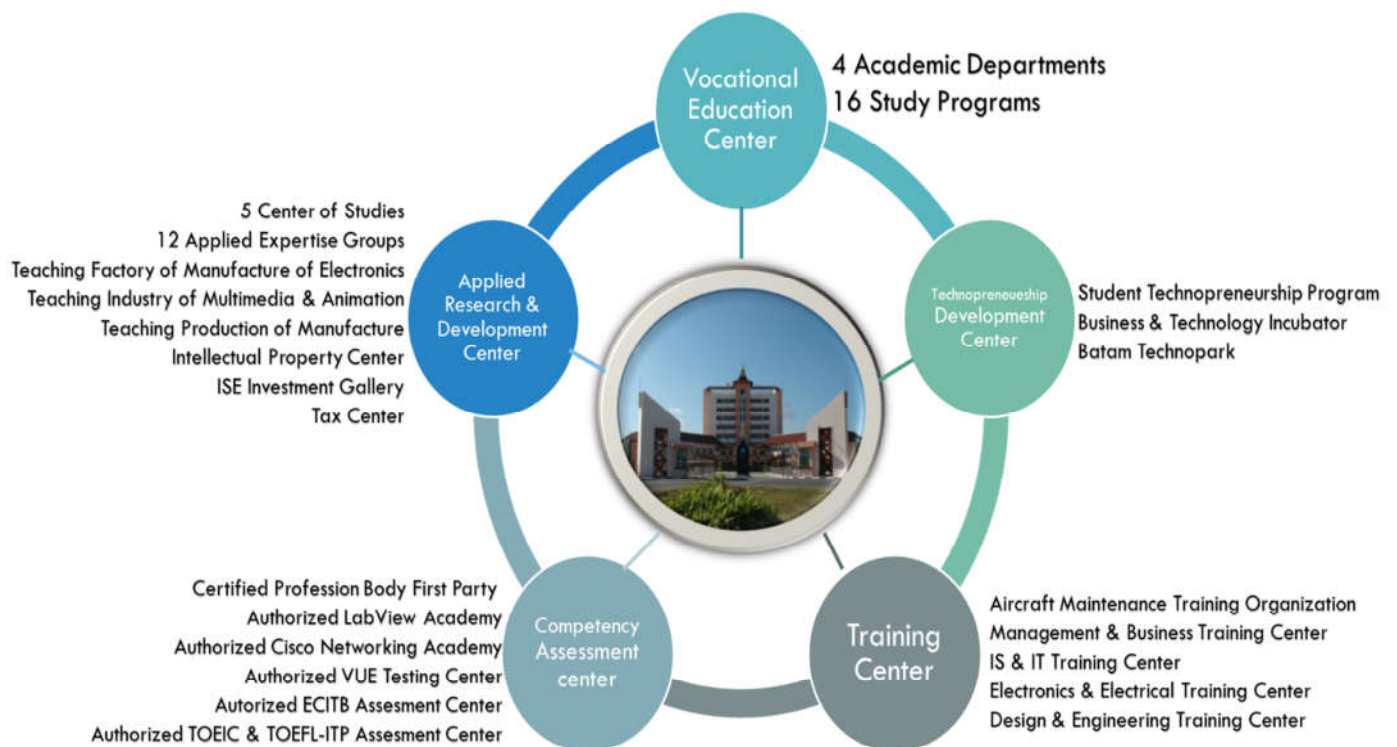 Vocational
Education
Center
4 Academic Departments
16 Study Programs
5 Center of Studies
12 Applied Expertise Groups
Teaching Factory of Manufacture of Electronics
Teaching Industry of Multimedia & Animation
Teaching Production of Manufacture
Intellectual Property Center
ISE Investment Gallery
Tax Center
Applied
Research &
Development
Center
Technopreneueship
Development
Center
Student Technopreneurship Program
Business & Technology Incubator
Batam Technopark
Certified Profession Body First Party
Authorized LabView Academy
Authorized Cisco Networking Academy
Authorized VUE Testing Center
Autorized ECITB Assesment Center
Authorized TOEIC & TOEFL-ITP Assesment Center
Competency
Assessment
center
Training
Center
Aircraft Maintenance Training Organization
Management & Business Training Center
IS & IT Training Center
Electronics & Electrical Training Center
Design & Engineering Training Center